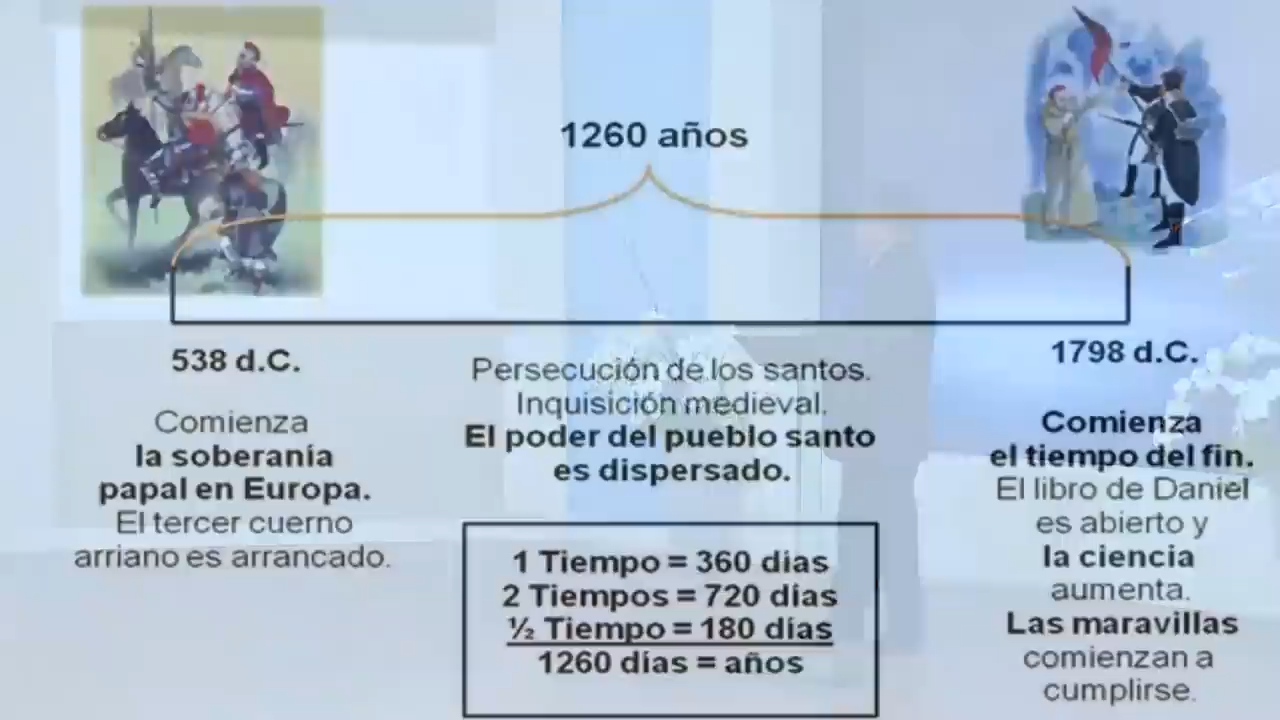 1260 años
538 d.C.
Comienza
la soberanía
papal en Europa.
El tercer cuerno
arriano es arrancado.
Persecución de los santos.
Inquisición medieval.
El poder del pueblo santo
es dispersado.
1 Tiempo = 360 días
2 Tiempos = 720 días
½ Tiempo = 180 días
1260 días = años
1798 d.C.
Comienza
el tiempo del fin.
El libro de Daniel
es abierto y
la ciencia
aumenta.
Las maravillas
comienzan a
cumplirse.